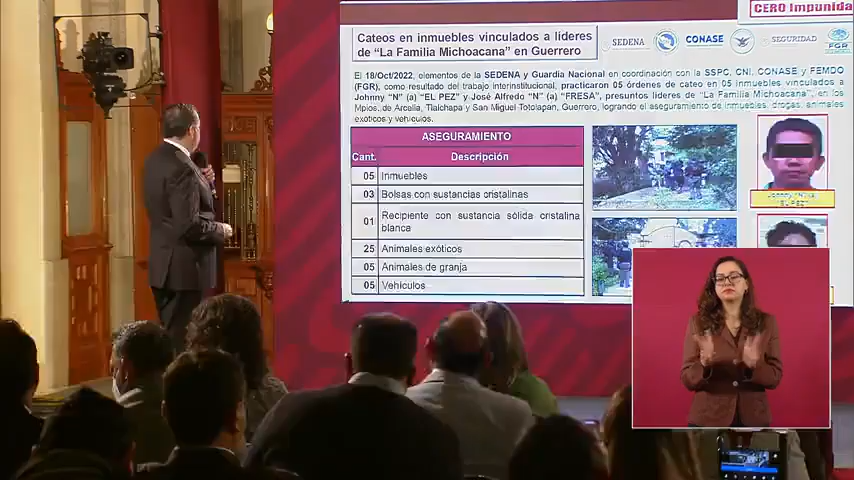 CERO Impunidad
Cateos en inmuebles vinculados a líderes
de “La Familia Michoacana” en Guerrero
SEDENA
CONASE
SEGURIDAD
FGR
El 18/Oct/2022, elementos de la SEDENA y Guardia Nacional en coordinación con la SSPC, CNI, CONASE y FEMDO
(FGR), como resultado del trabajo interinstitucional, practicaron 05 órdenes de cateo en 05 inmuebles vinculados a
Johnny “N” (a) “EL PEZ” y José Alfredo “N” (a) “FRESA”, presuntos líderes de “La Familia Michoacana”, en los
Mpios. de Arcelia, Tlalchapa y San Miguel Totolapan, Guerrero, logrando el aseguramiento de inmuebles, drogas, animales
exóticos y vehículos.
ASEGURAMIENTO
Cant. Descripción
05 Inmuebles
03 Bolsas con sustancias cristalinas
01 Recipiente con sustancia sólida cristalina
blanca
25 Animales exóticos
05 Animales de granja
05 Vehículos
"EL PEZ"